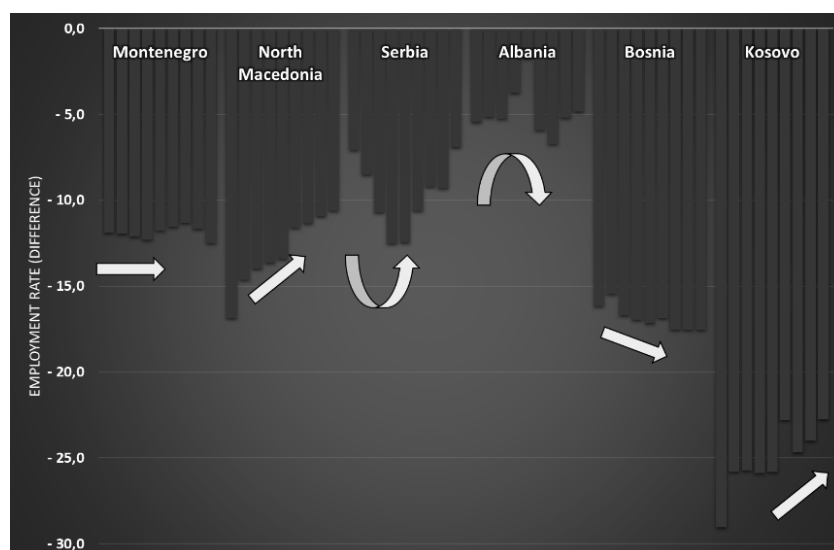 0,0
Montenegro
North
Macedonia
Serbia
Albania
Bosnia
Kosovo
- 5,0
- 10,0
- 15,0
- 20,0
- 25,0
- 30,0
EMPLOYMENT RATE (DIFFERENCE)